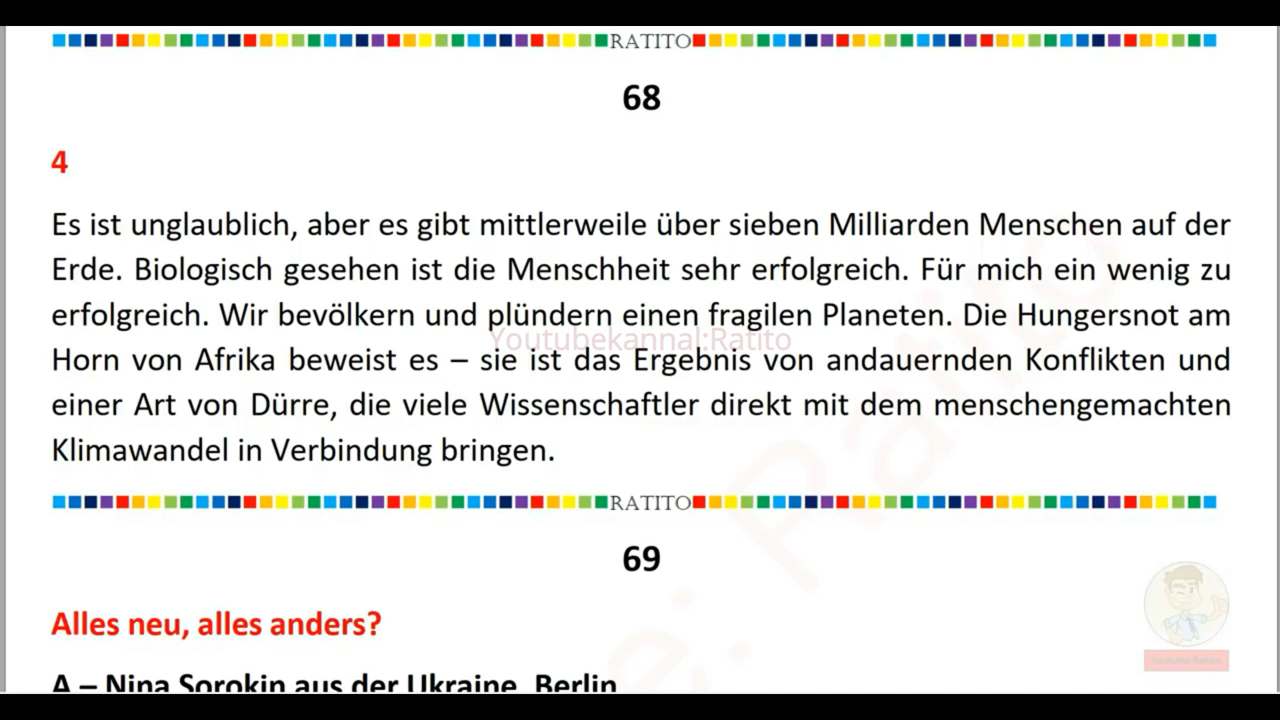 RATITO
68
4
Es ist unglaublich, aber es gibt mittlerweile über sieben Milliarden Menschen auf der
Erde. Biologisch gesehen ist die Menschheit sehr erfolgreich. Für mich ein wenig zu
erfolgreich. Wir bevölkern und plündern einen fragilen Planeten. Die Hungersnot am
Youtubekannal:Ratito
Horn von Afrika beweist es – sie ist das Ergebnis von andauernden Konflikten und
einer Art von Dürre, die viele Wissenschaftler direkt mit dem menschengemachten
Klimawandel in Verbindung bringen.
RATITO
69
Alles neu, alles anders?
A – Nina Sorokin aus der Ukraine, Berlin